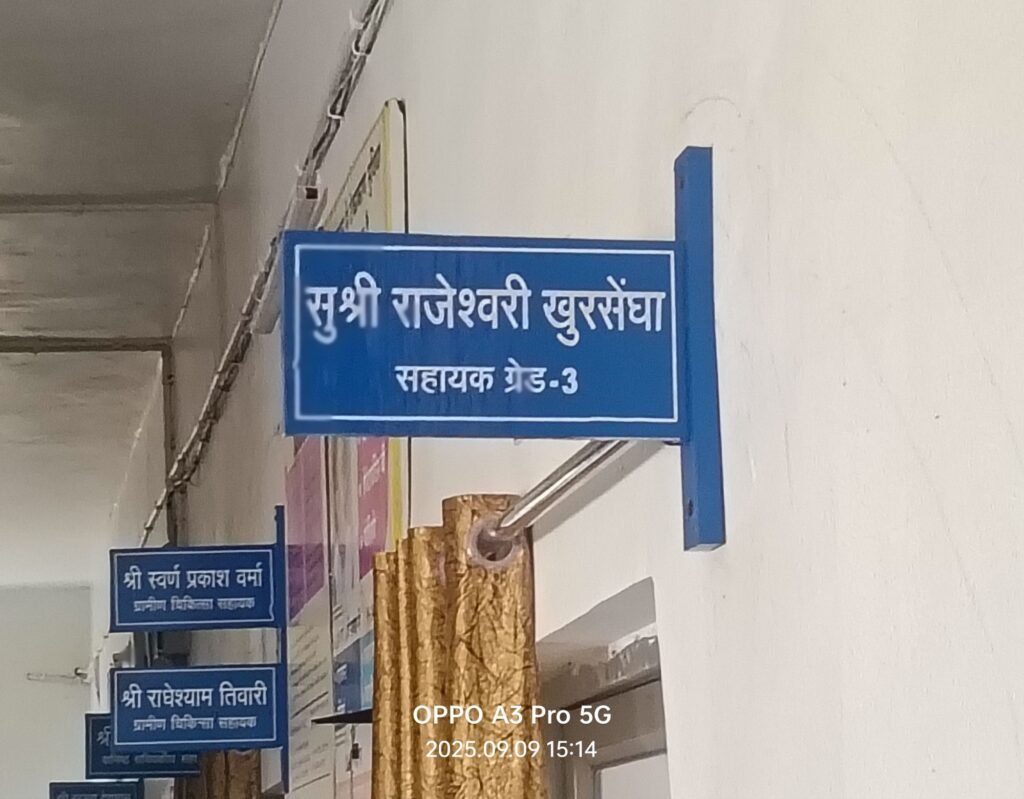 सुश्री राजेश्वरी खुरसेंघा
सहायक ग्रेड-3
श्री स्वर्ण प्रकाश वर्मा
ग्रामीण चिकित्सा सहायक
श्री राधेश्याम तिवारी
ग्रामीण चिकित्सा सहायक
श्री
OPPO A3 Pro 5G
2025.09.09 15:14